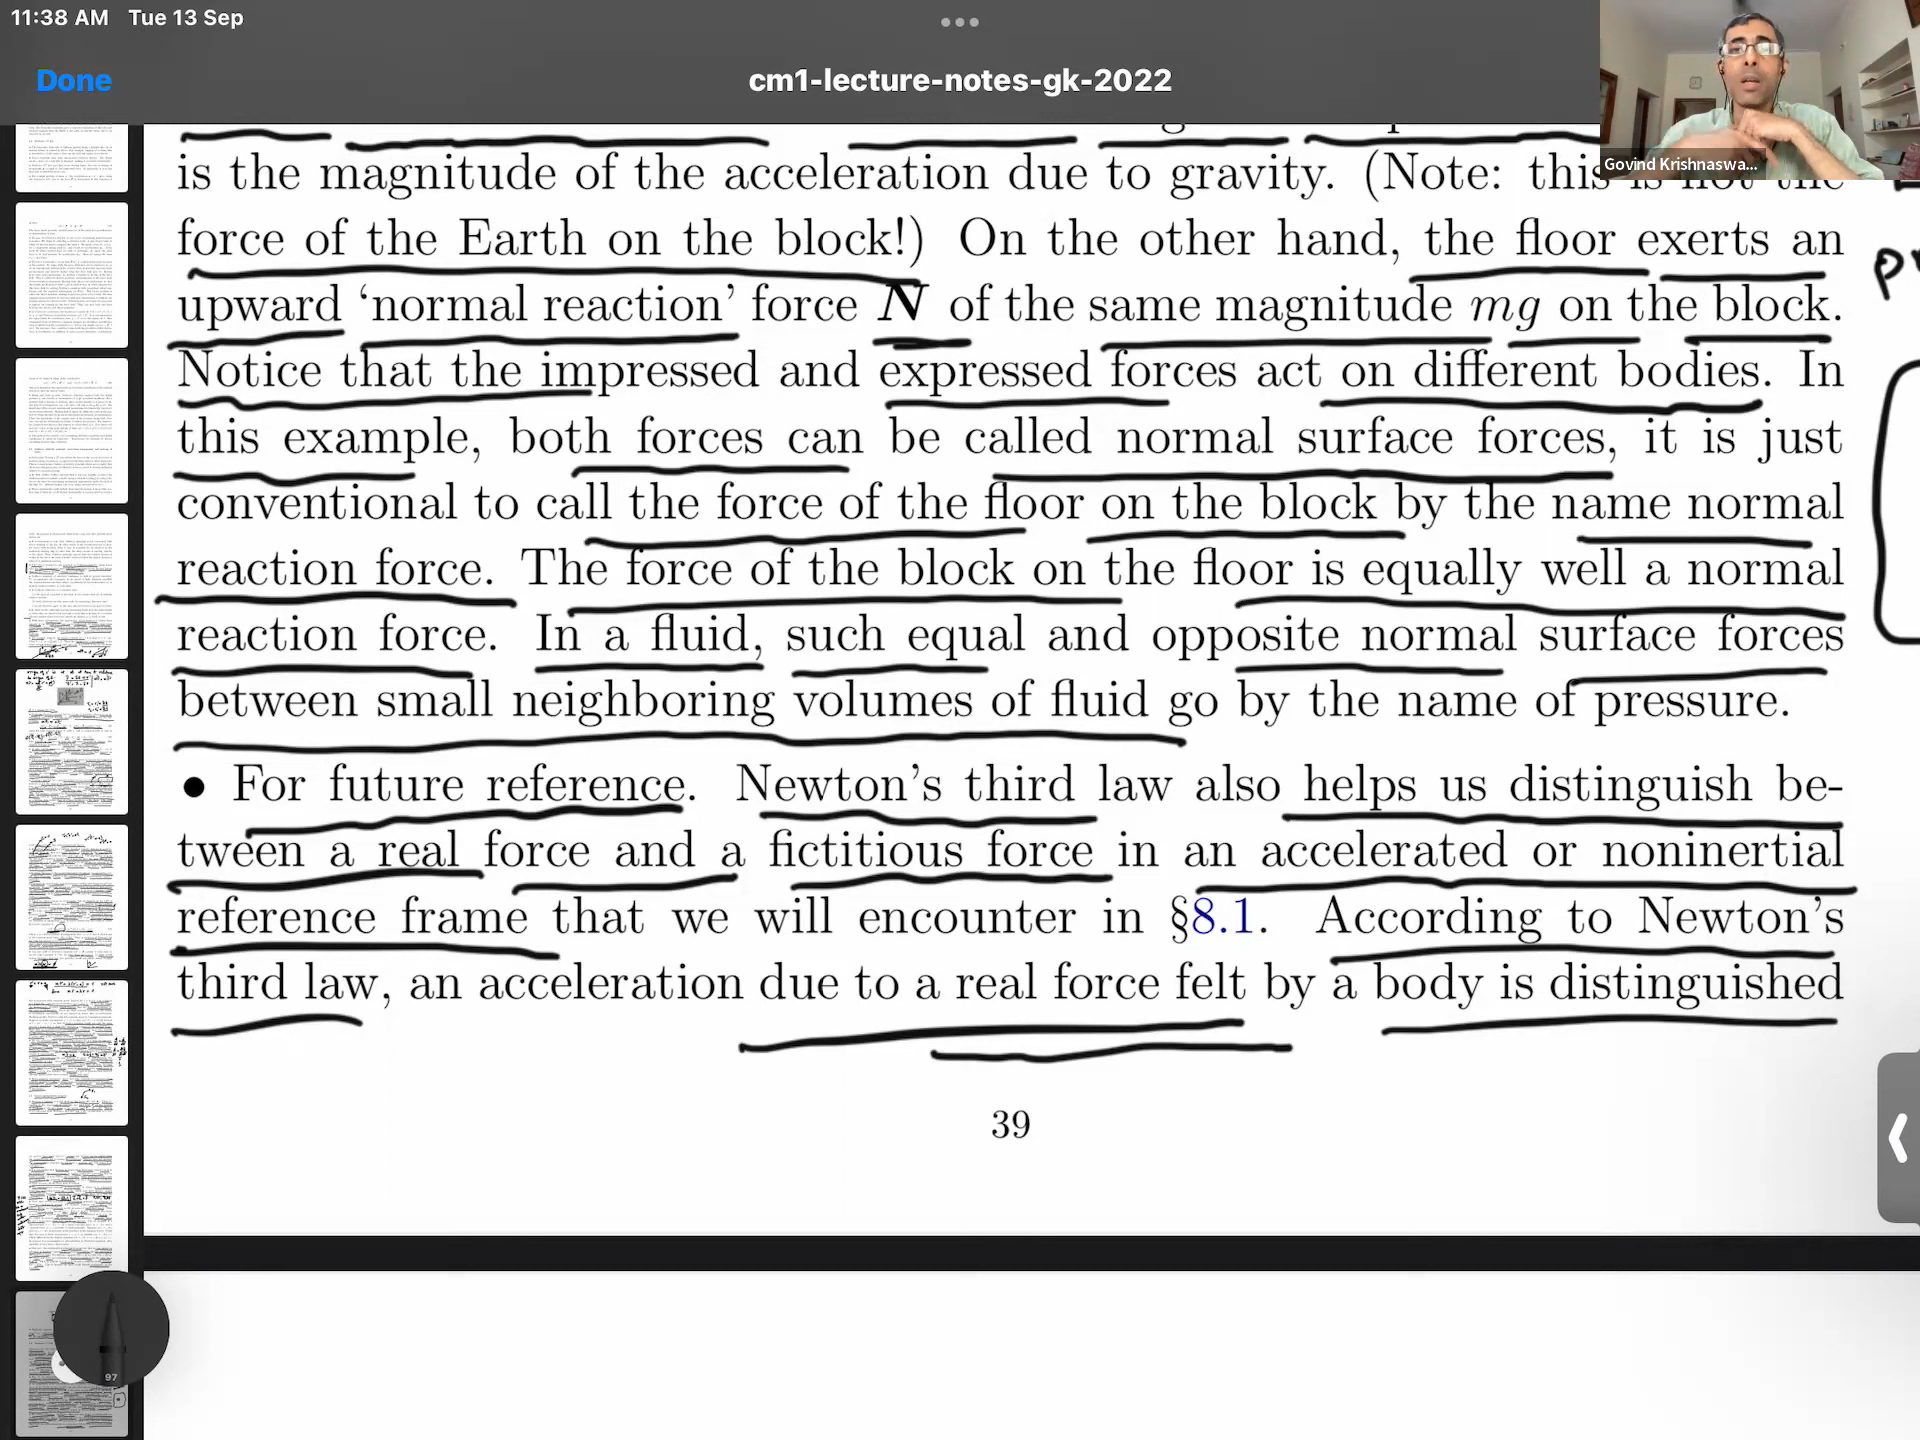 11:38 AM Tue 13 Sep
Done
cm1-lecture-notes-gk-2022
Govind Krishnaswa...
is the magnitude of the acceleration due to gravity. (Note: this is not the
force of the Earth on the block!) On the other hand, the floor exerts an
upward ‘normal reaction’ force N of the same magnitude mg on the block.
Notice that the impressed and expressed forces act on different bodies. In
this example, both forces can be called normal surface forces, it is just
conventional to call the force of the floor on the block by the name normal
reaction force. The force of the block on the floor is equally well a normal
reaction force. In a fluid, such equal and opposite normal surface forces
between small neighboring volumes of fluid go by the name of pressure.
• For future reference. Newton’s third law also helps us distinguish be-
tween a real force and a fictitious force in an accelerated or noninertial
reference frame that we will encounter in §8.1. According to Newton’s
third law, an acceleration due to a real force felt by a body is distinguished
39
97